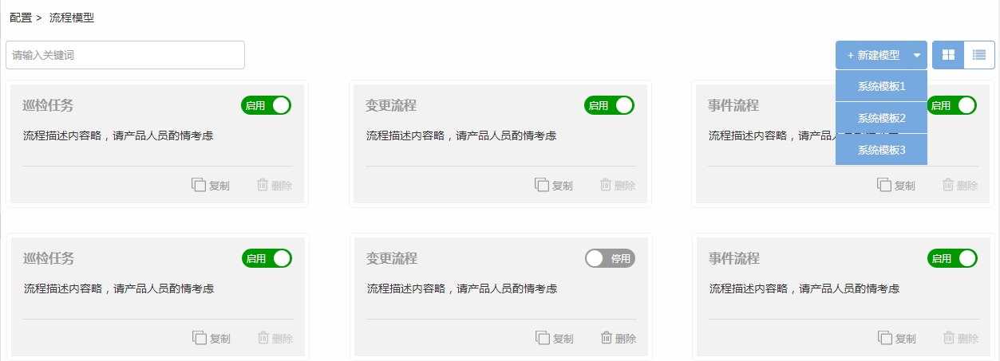 配置 > 流程模型
请输入关键词
+ 新建模型
系统模板1
系统模板2
系统模板3
巡检任务 启用
流程描述内容略，请产品人员酌情考虑
复制 删除
变更流程 启用
流程描述内容略，请产品人员酌情考虑
复制 删除
事件流程 启用
流程描述内容略，请产品人
复制 删除
巡检任务 启用
流程描述内容略，请产品人员酌情考虑
复制 删除
变更流程 停用
流程描述内容略，请产品人员酌情考虑
复制 删除
事件流程 启用
流程描述内容略，请产品人员酌情考虑
复制 删除